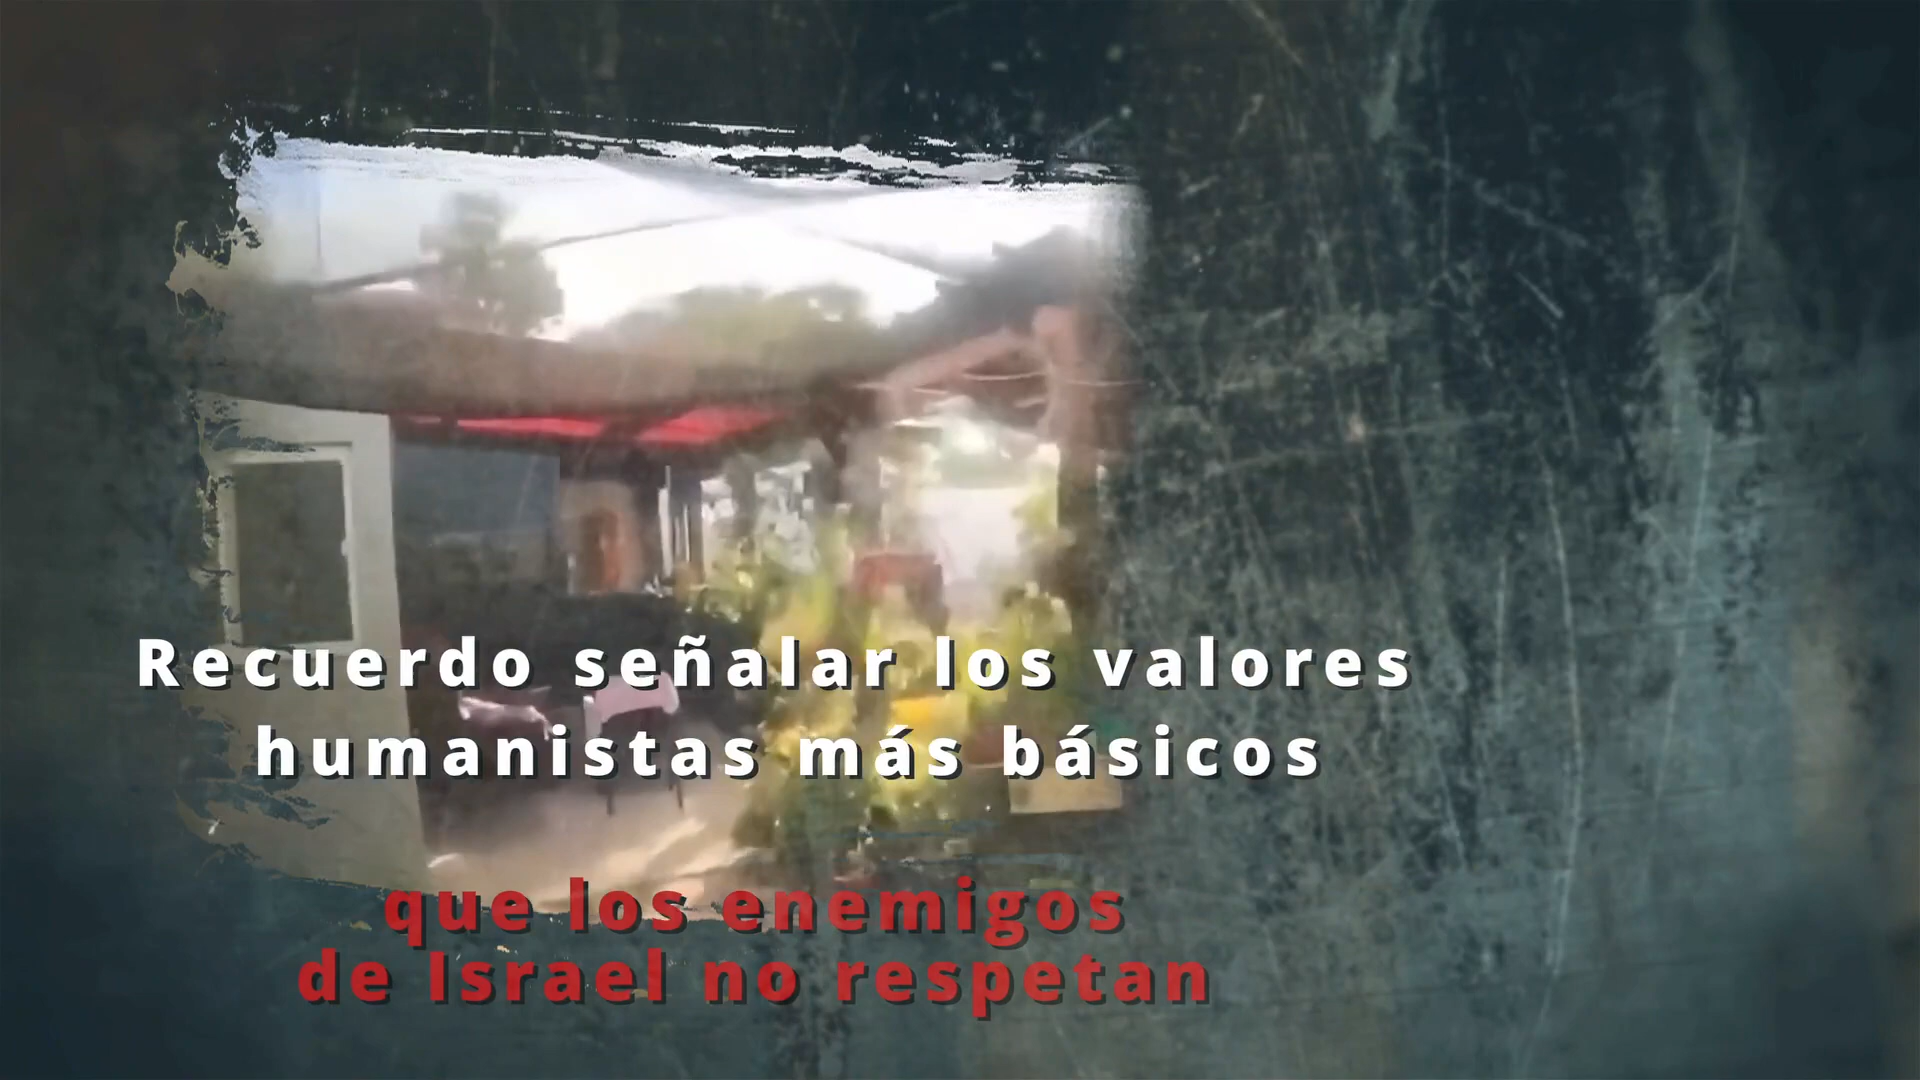 Recuerdo señalar los valores
humanistas más básicos
que los enemigos
de Israel no respetan